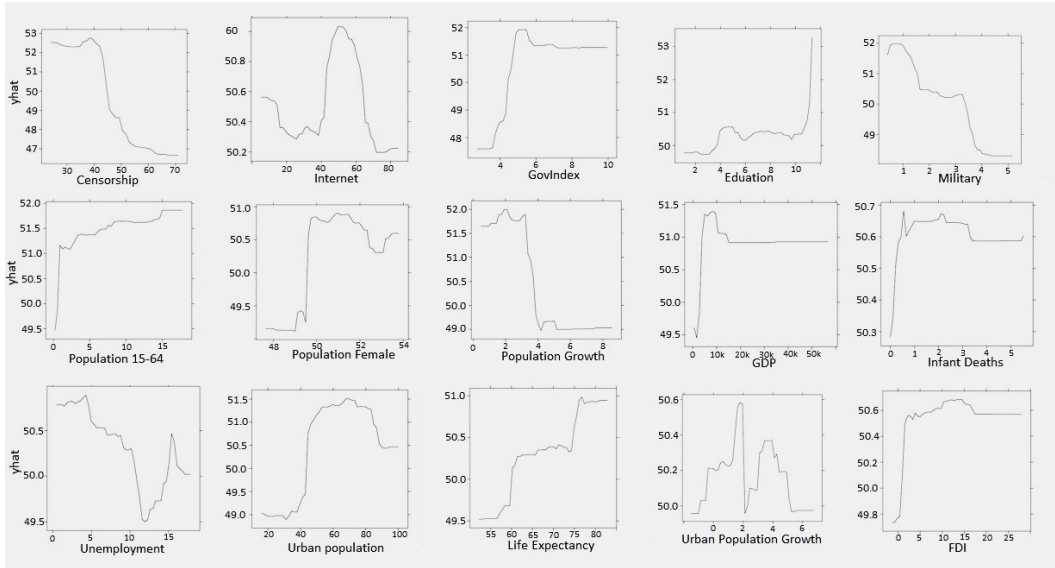 53
52
51
50
49
48
47
yhat
30 40 50 60 70
Censorship
60
50.8
50.6
50.4
50.2
20 40 60 80
Internet
52
51
50
49
48
4 6 8 10
GovIndex
53
52
51
50
2 4 6 8 10
Eduation
52
51
50
49
1 2 3 4 5
Military
52.0
51.5
51.0
50.5
50.0
49.5
yhat
0 5 10 15
Population 15-64
51.0
50.5
50.0
49.5
48 50 52 54
Population Female
52.0
51.5
51.0
50.5
50.0
49.5
49.0
0 2 4 6 8
Population Growth
51.5
51.0
50.5
50.0
49.5
0 10k 20k 30k 40k 50k
GDP
50.7
50.6
50.5
50.4
50.3
0 1 2 3 4 5
Infant Deaths
50.5
50.0
49.5
yhat
0 5 10 15
Unemployment
51.5
51.0
50.5
50.0
49.5
49.0
20 40 60 80 100
Urban population
51.0
50.5
50.0
49.5
55 60 65 70 75 80
Life Expectancy
50.6
50.4
50.2
50.0
0 2 4 6
Urban Population Growth
50.6
50.4
50.2
50.0
49.8
0 5 10 15 20 25
FDI